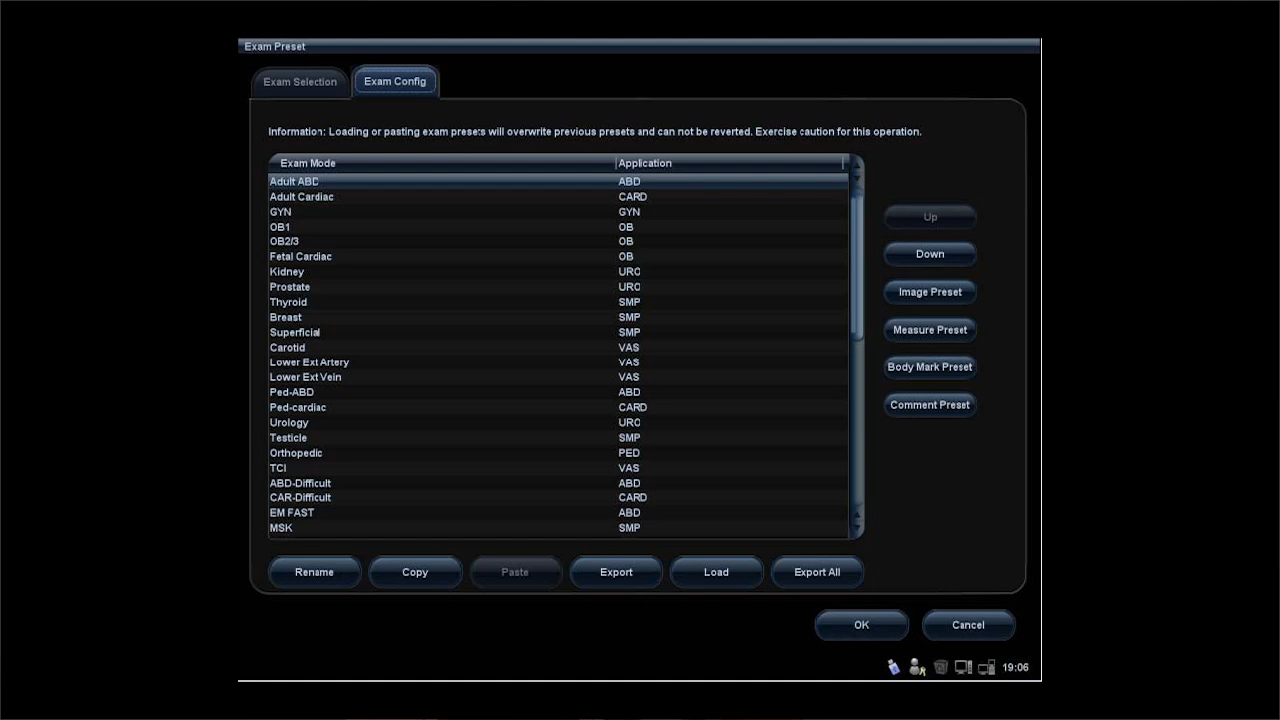 Exam Preset
Exam Selection Exam Config
Information: Loading or pasting exam presets will overwrite previous presets and can not be reverted. Exercise caution for this operation.
Exam Mode Application
Adult ABD ABD
Adult Cardiac CARD
GYN GYN
OB1 OB
OB2/3 OB
Fetal Cardiac OB
Kidney URO
Prostate URO
Thyroid SMP
Breast SMP
Superficial SMP
Carotid VAS
Lower Ext Artery VAS
Lower Ext Vein VAS
Ped-ABD ABD
Ped-cardiac CARD
Urology URO
Testicle SMP
Orthopedic PED
TCI VAS
ABD-Difficult ABD
CAR-Difficult CARD
EM FAST ABD
MSK SMP
Up
Down
Image Preset
Measure Preset
Body Mark Preset
Comment Preset
Rename Copy Paste Export Load Export All
OK Cancel
19:06